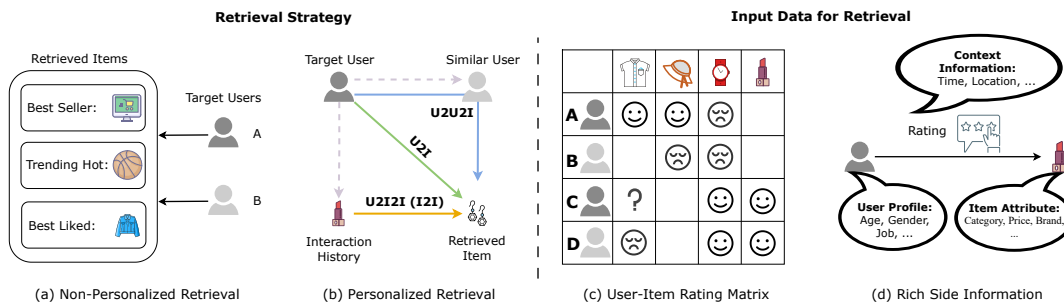 Retrieval Strategy
Input Data for Retrieval
Retrieved Items
Best Seller:
Trending Hot:
Best Liked:
Target Users
A
B
(a) Non-Personalized Retrieval
Target User
Similar User
U2U2I
U2I
U2I2I (I2I)
Interaction
History
Retrieved
Item
(b) Personalized Retrieval
A
B
C
?
D
(c) User-Item Rating Matrix
Context
Information:
Time, Location, ...
Rating
User Profile:
Age, Gender,
Job, ...
Item Attribute:
Category, Price, Brand,
...
(d) Rich Side Information